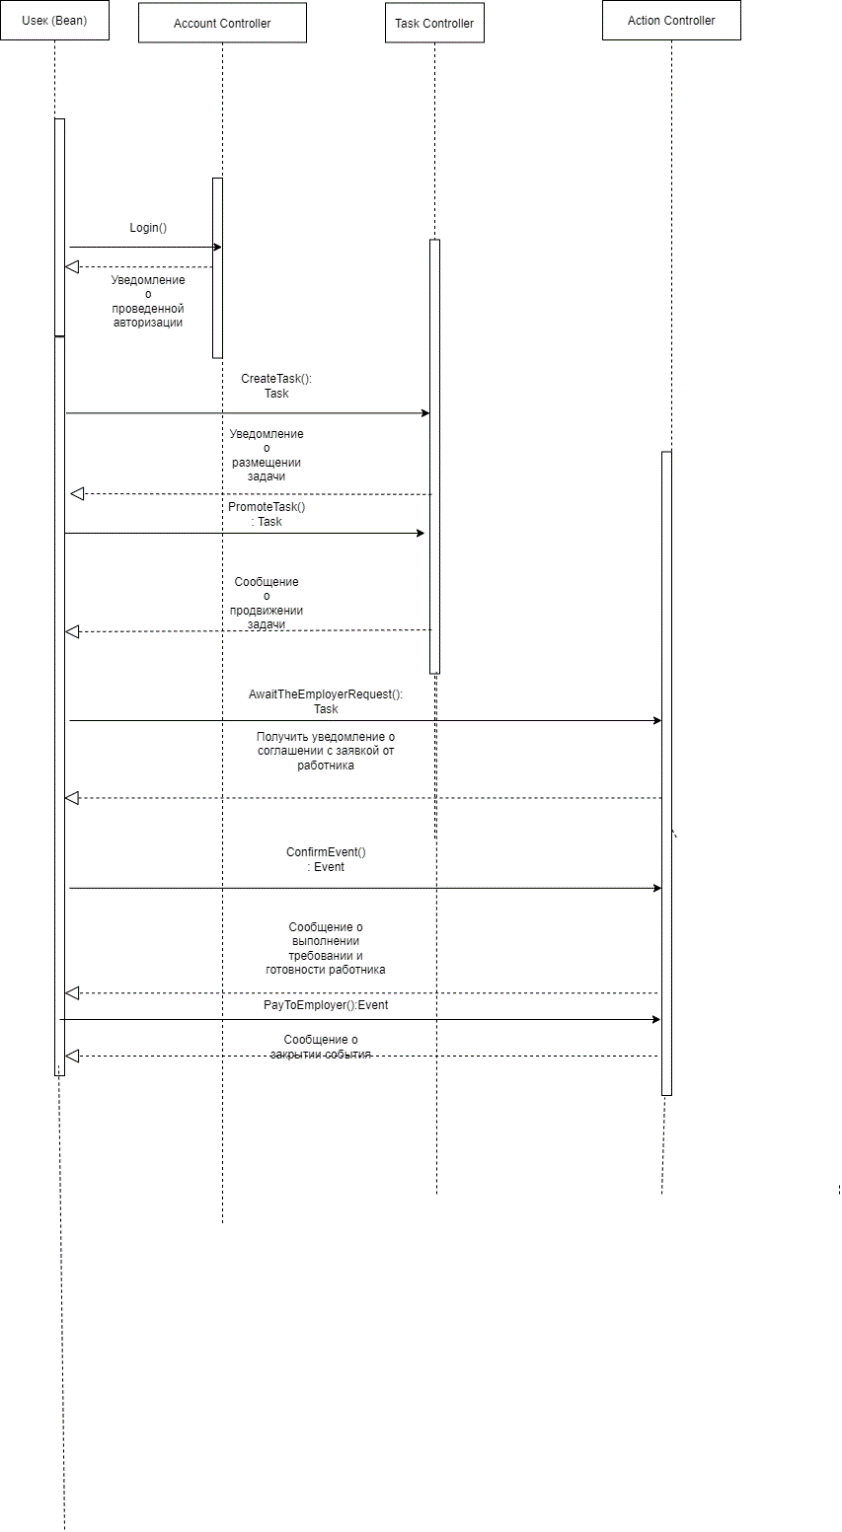 Useк (Bean)
Account Controller
Task Controller
Action Controller
Login()
Уведомление
о
проведенной
авторизации
CreateTask():
Task
Уведомление
о
размещении
задачи
PromoteTask()
: Task
Сообщение
о
продвижении
задачи
AwaitTheEmployerRequest():
Task
Получить уведомление о
соглашении с заявкой от
работника
ConfirmEvent()
: Event
Сообщение о
выполнении
требовании и
готовности работника
PayToEmployer():Event
Сообщение о
закрытии события